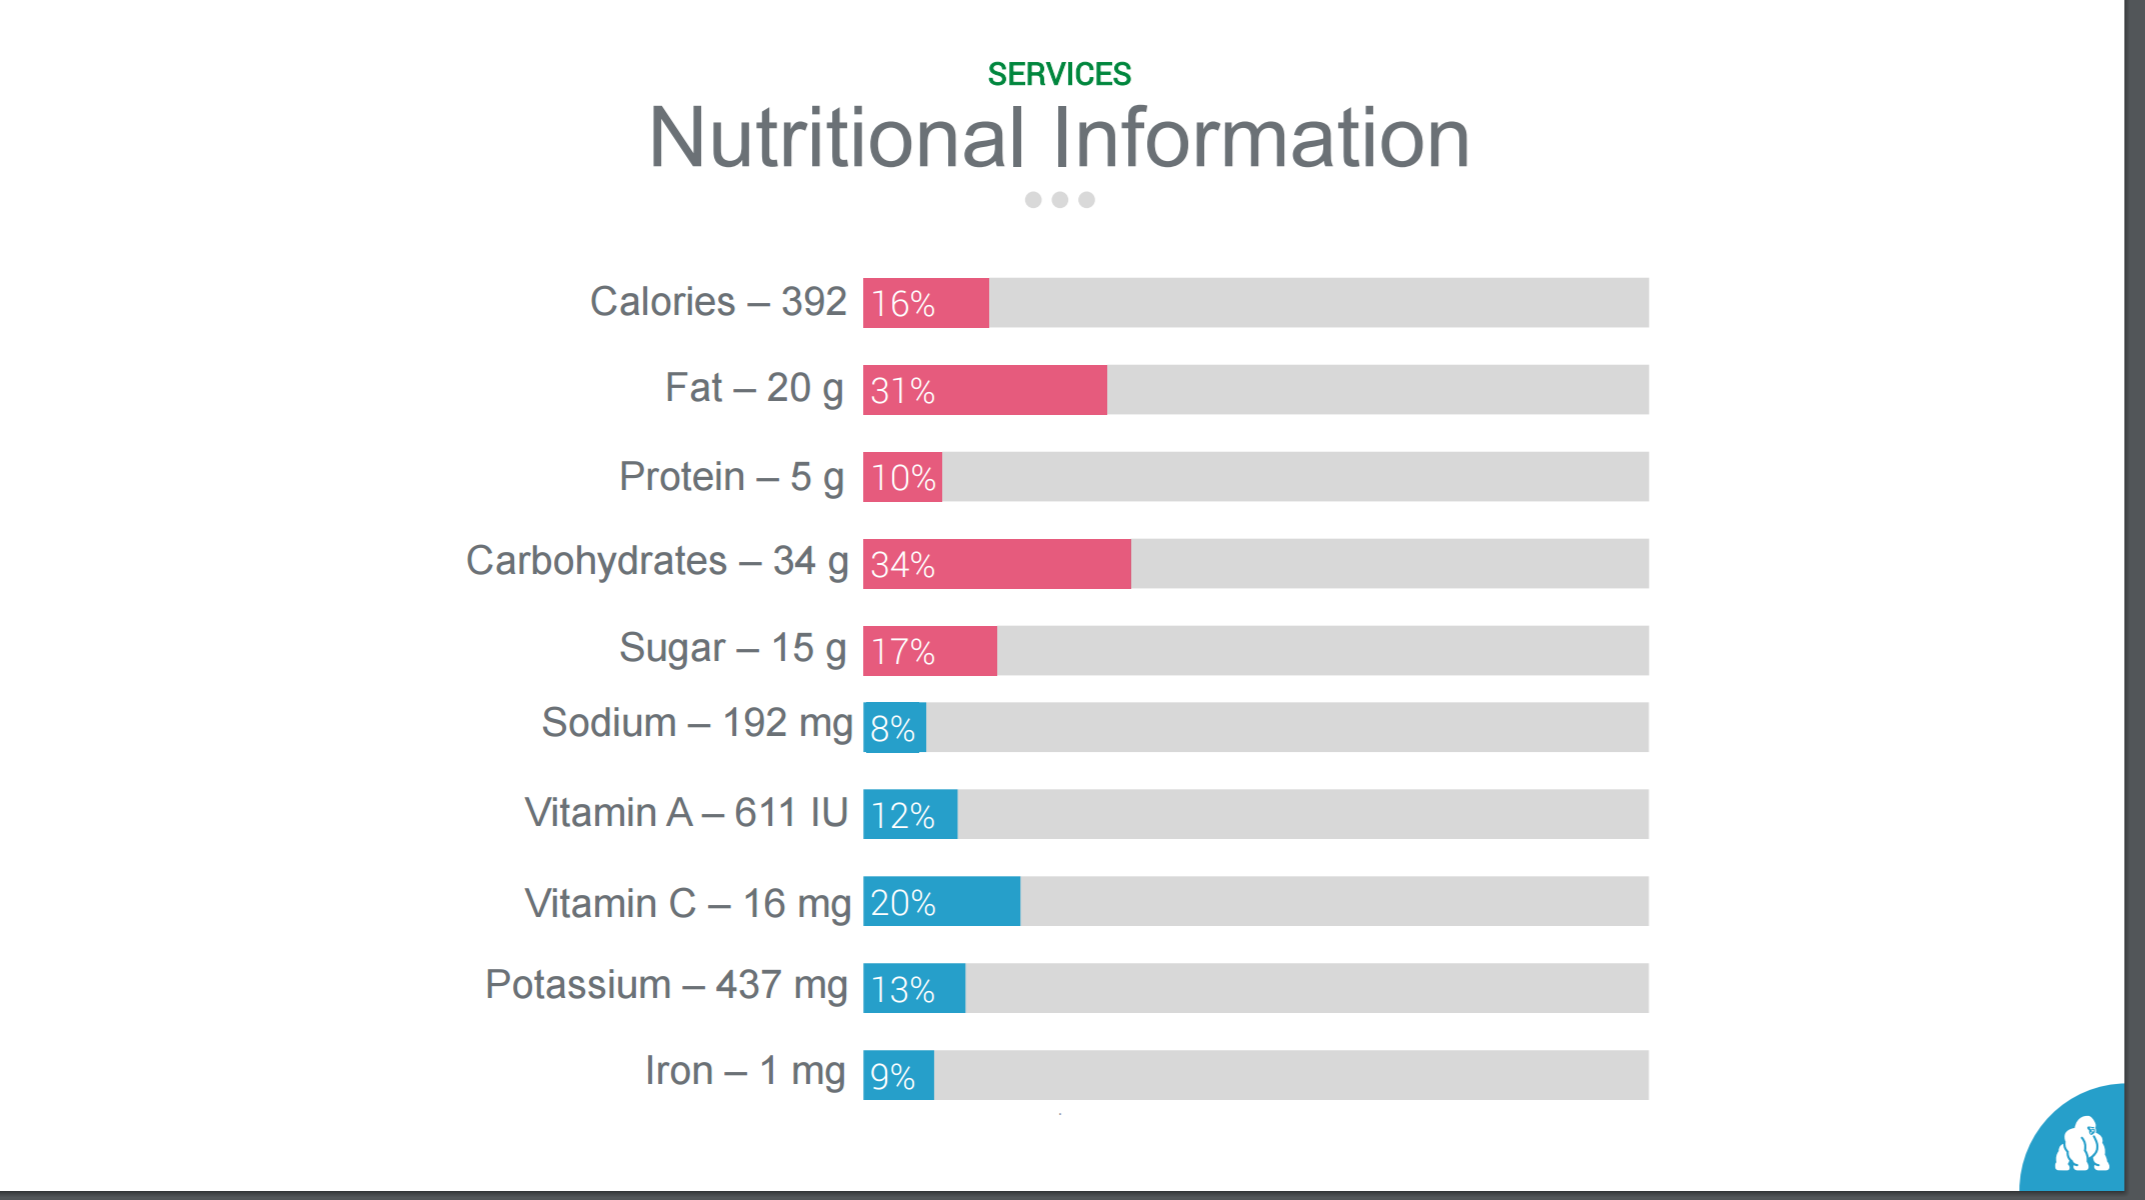 SERVICES
Nutritional Information
Calories – 392 16%
Fat – 20 g 31%
Protein – 5 g 10%
Carbohydrates – 34 g 34%
Sugar – 15 g 17%
Sodium – 192 mg 8%
Vitamin A – 611 IU 12%
Vitamin C – 16 mg 20%
Potassium – 437 mg 13%
Iron – 1 mg 9%